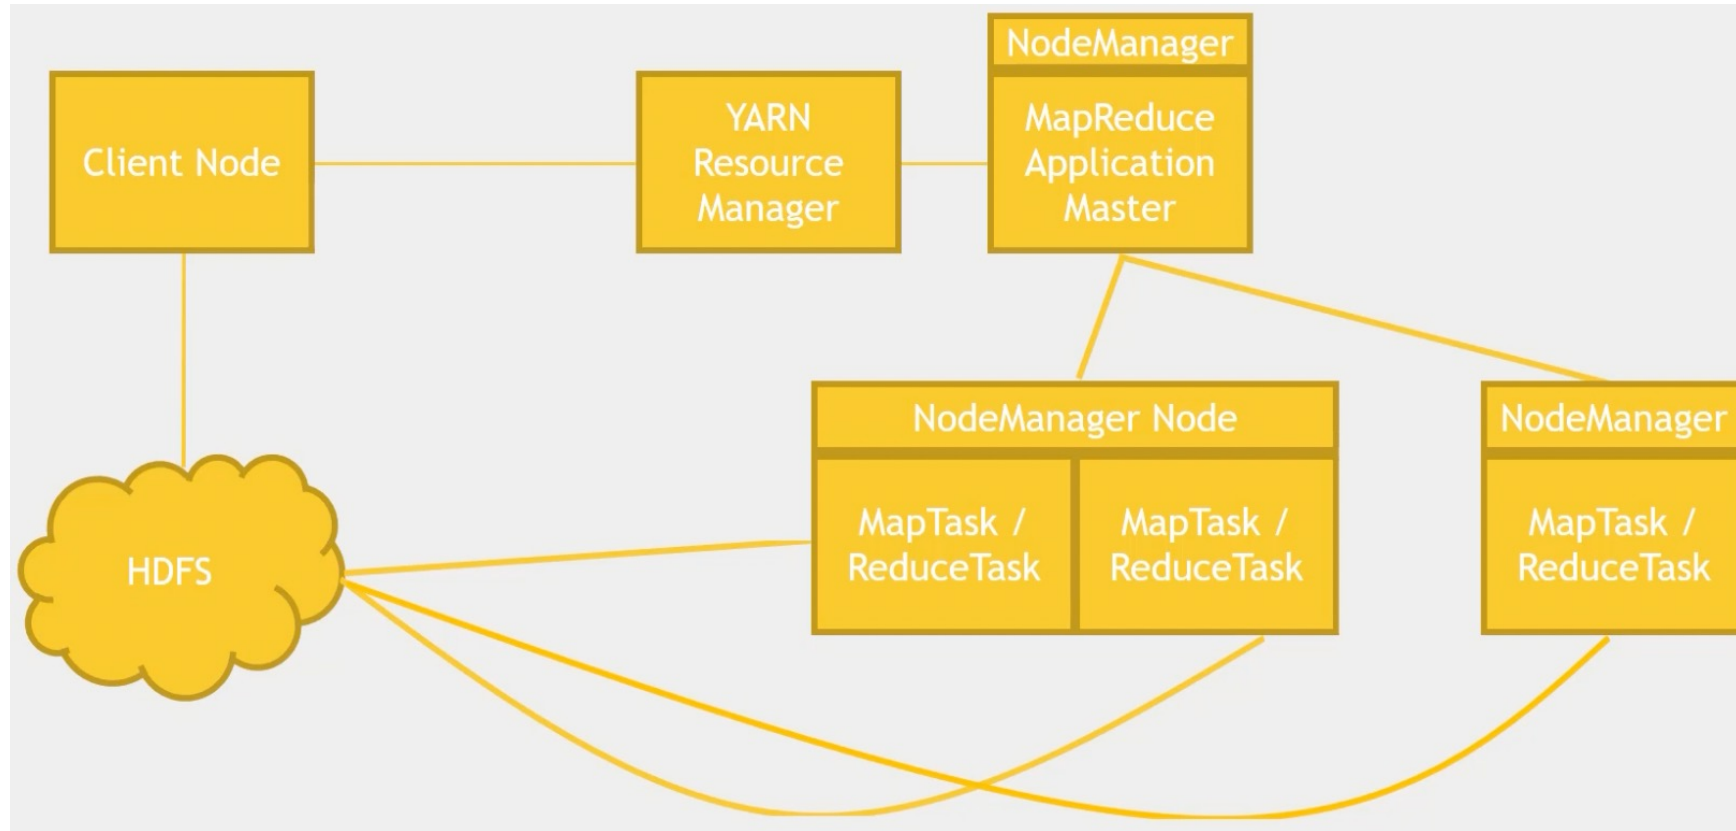 NodeManager
Client Node
YARN
Resource
Manager
MapReduce
Application
Master
NodeManager Node
NodeManager
HDFS
MapTask /
ReduceTask
MapTask /
ReduceTask
MapTask /
ReduceTask